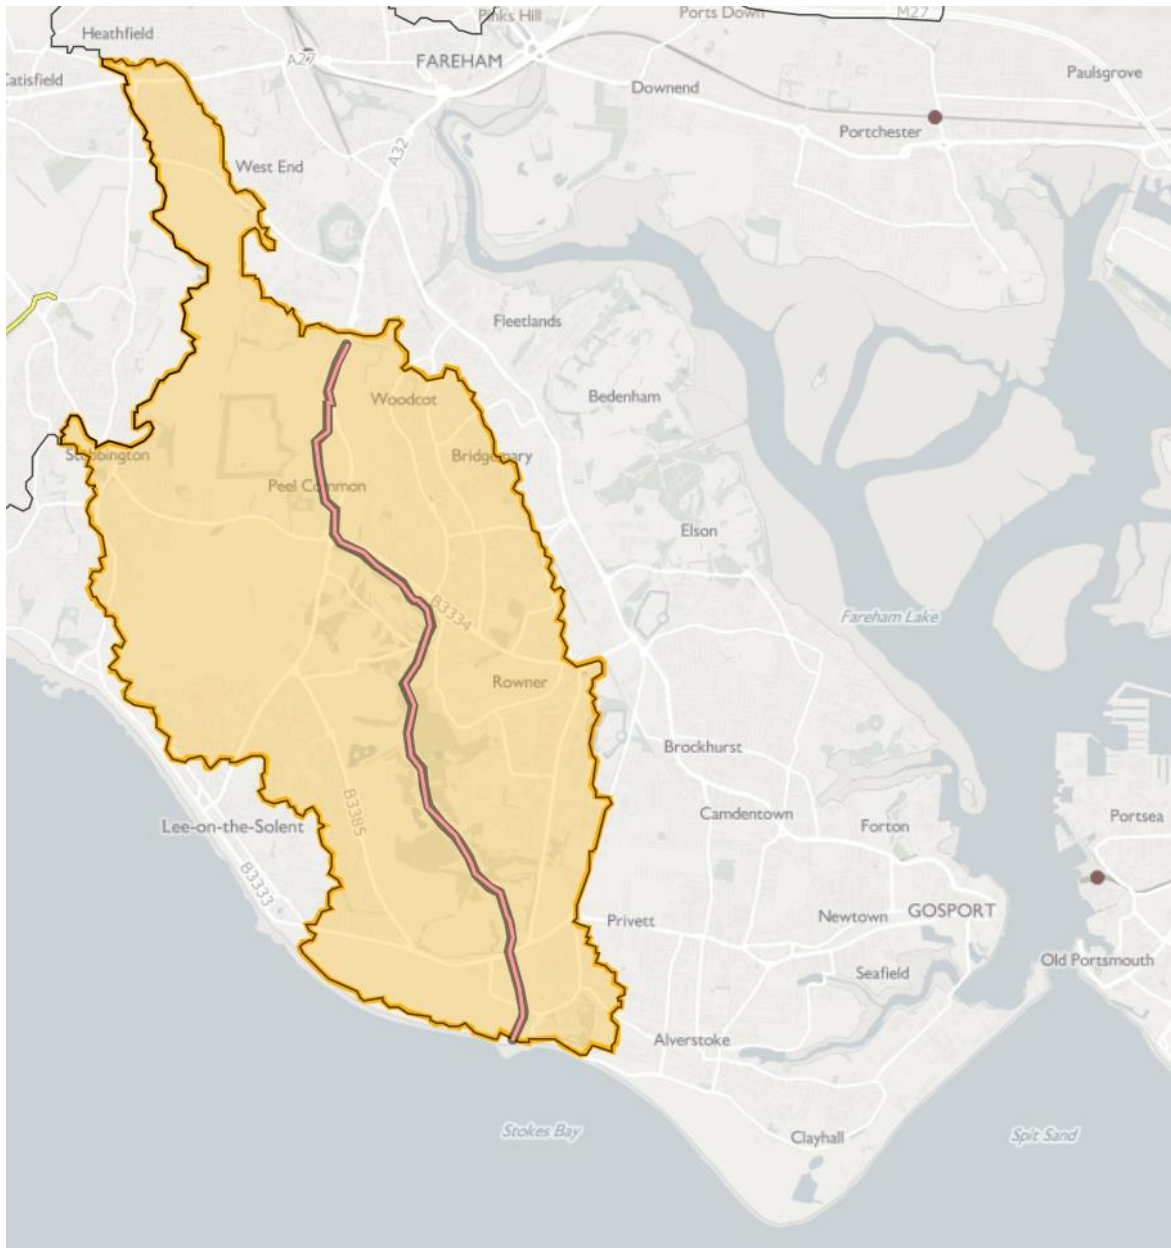 Heathfield
Pinks Hill
Ports Down
M27
A27
FAREHAM
Catisfield
Downend
Paulsgrove
Portchester
A32
West End
Fleetlands
Woodcot
Bedenham
Stubbington
Bridgemary
Peel Common
Elson
B3334
Fareham Lake
Rowner
Brockhurst
B3385
Camdentown
Lee-on-the-Solent
Forton
Portsea
B3333
Privett
Newtown
GOSPORT
Old Portsmouth
Seafield
Alverstoke
Stokes Bay
Clayhall
Spit Sand